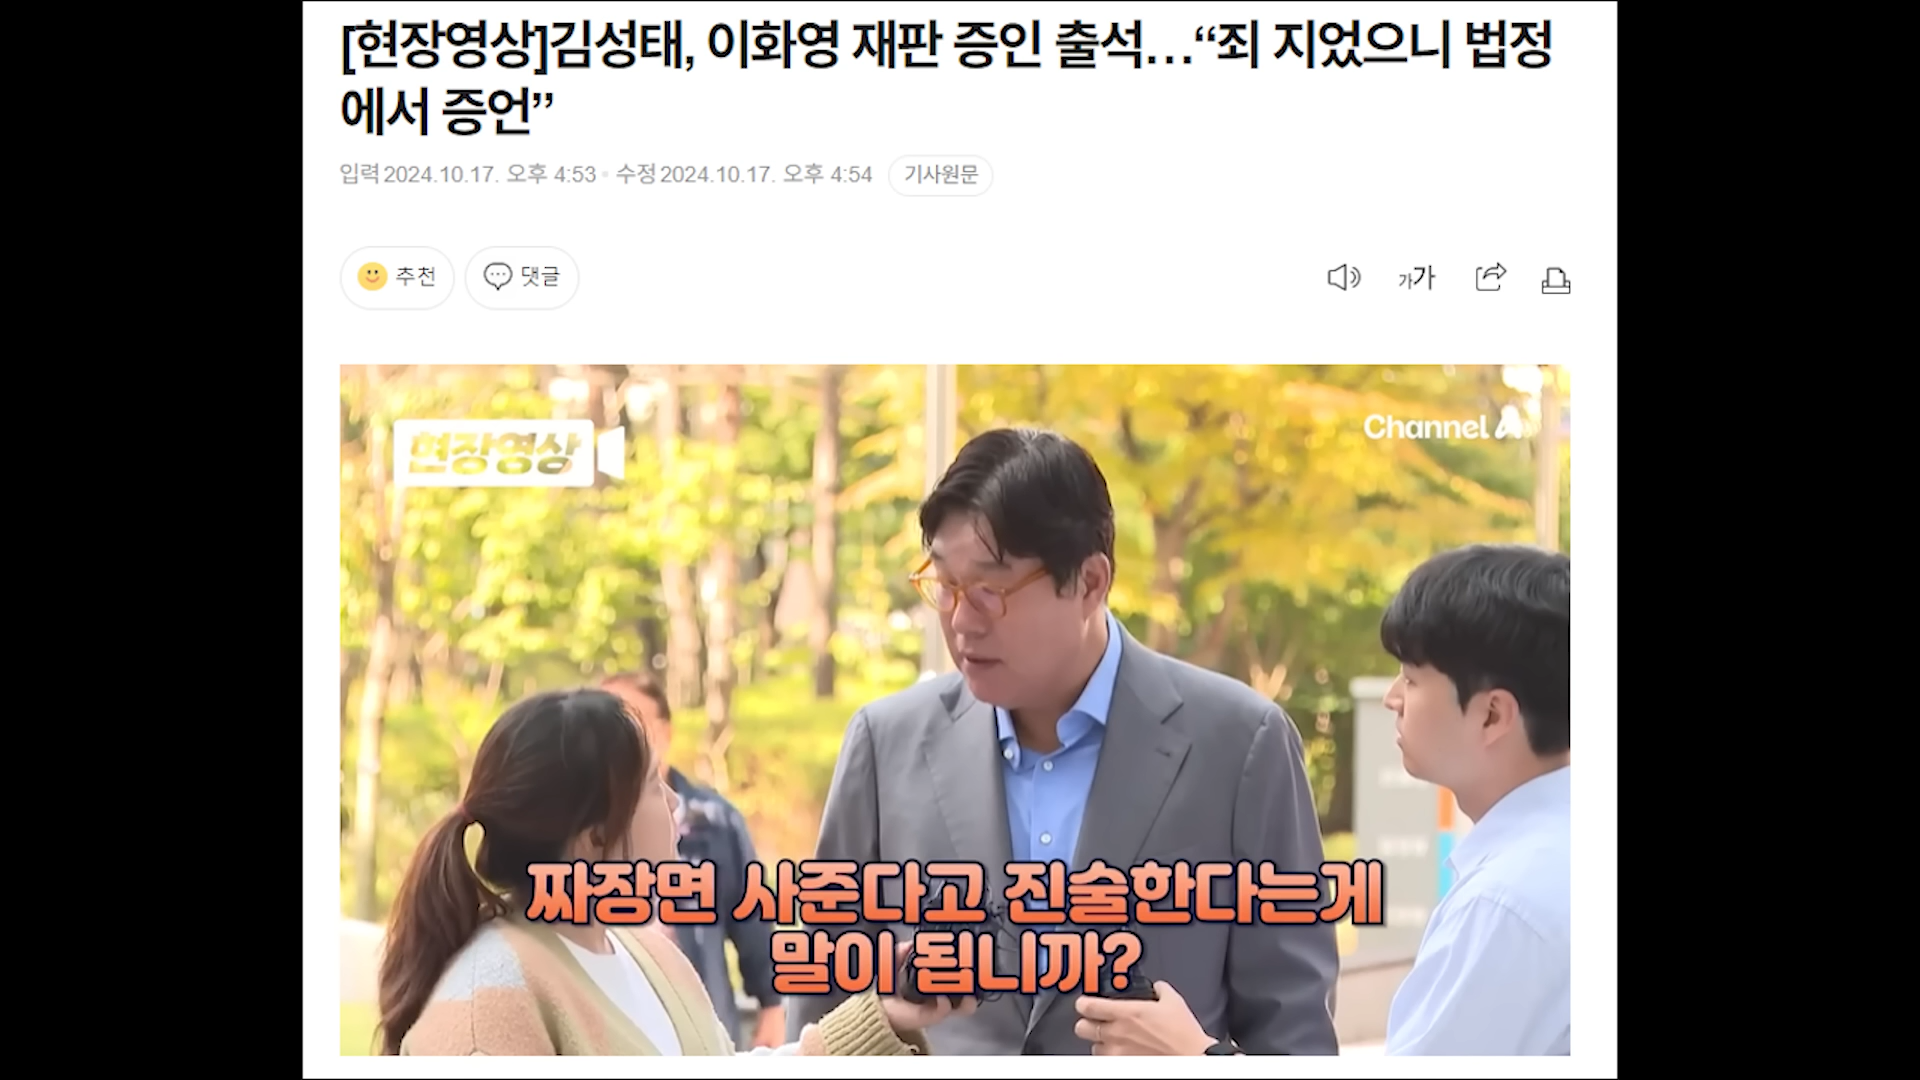 [현장영상]김성태, 이화영 재판 증인 출석…“죄 지었으니 법정
에서 증언”
입력 2024.10.17. 오후 4:53 수정 2024.10.17. 오후 4:54 기사원문
추천 댓글 가가
현장영상 Channel A
짜장면 사준다고 진술한다는게
말이 됩니까?